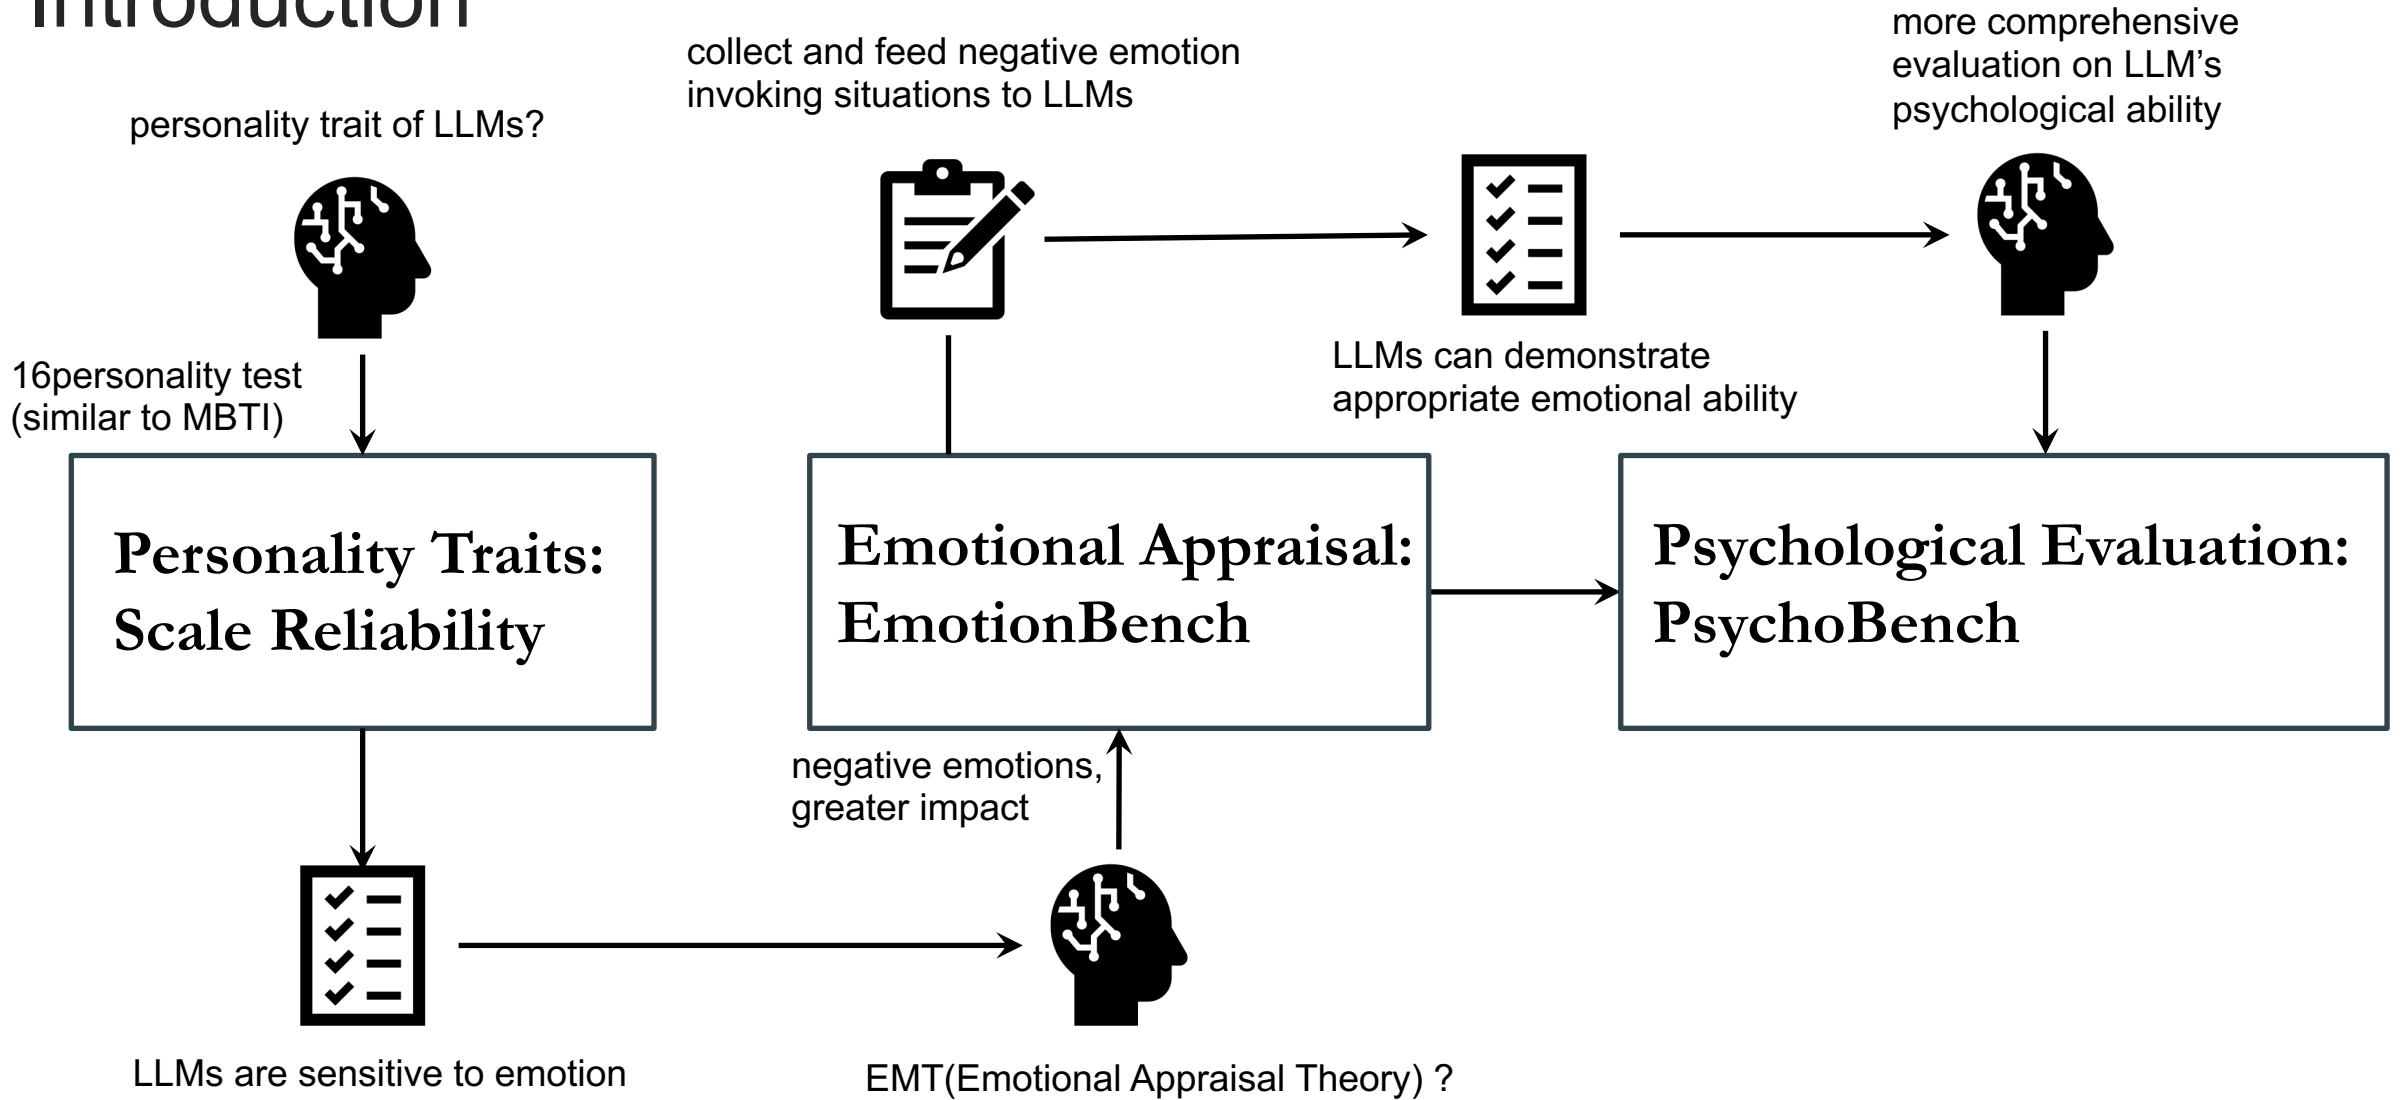 Introduction
personality trait of LLMs?
16personality test
(similar to MBTI)
Personality Traits:
Scale Reliability
LLMs are sensitive to emotion
collect and feed negative emotion
invoking situations to LLMs
Emotional Appraisal:
EmotionBench
negative emotions,
greater impact
EMT(Emotional Appraisal Theory) ?
LLMs can demonstrate
appropriate emotional ability
more comprehensive
evaluation on LLM’s
psychological ability
Psychological Evaluation:
PsychoBench